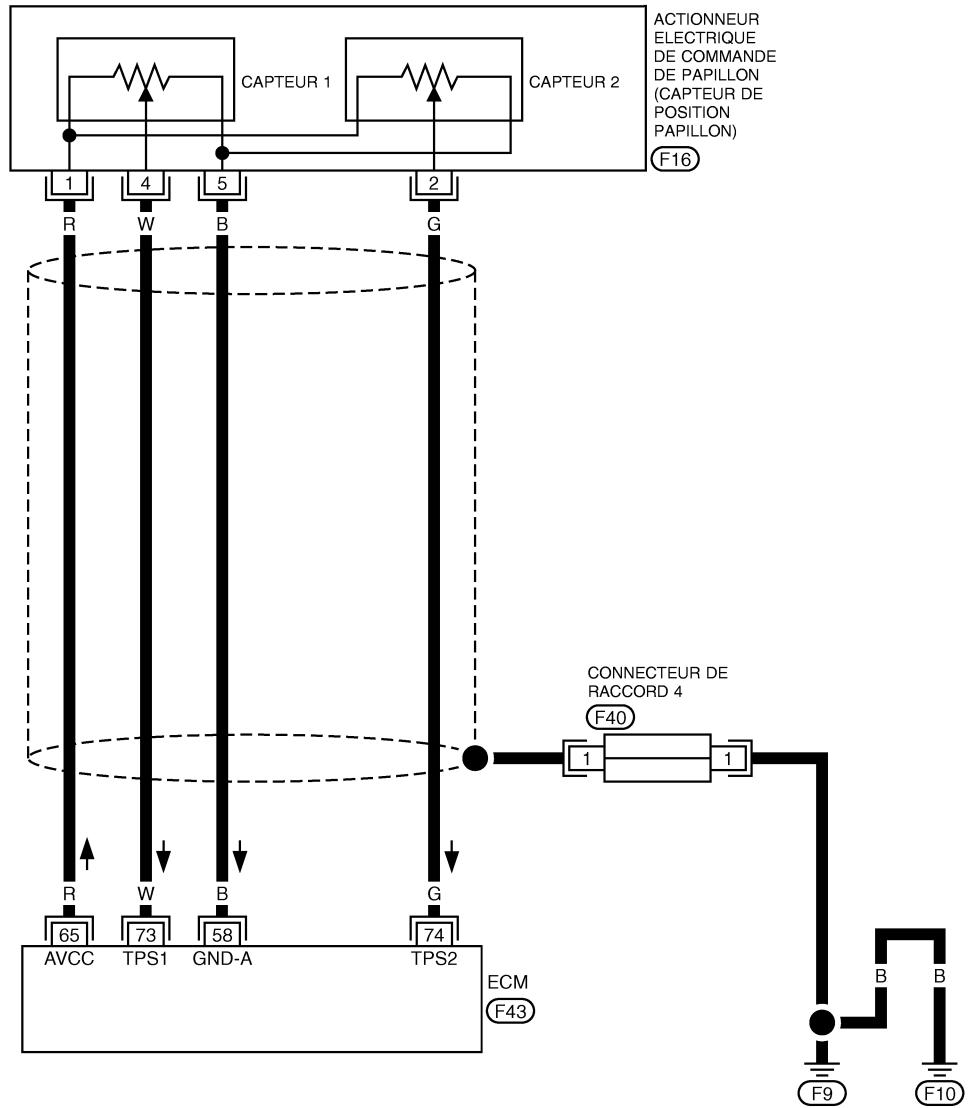 ACTIONNEUR
ELECTRIQUE
DE COMMANDE
DE PAPILLON
(CAPTEUR DE
POSITION
PAPILLON)
F16
CAPTEUR 1
CAPTEUR 2
1 4 5 2
R W B G
CONNECTEUR DE
RACCORD 4
F40
1 1
R W B G
65 73 58 74
AVCC TPS1 GND-A TPS2
ECM
F43
B B
F9 F10